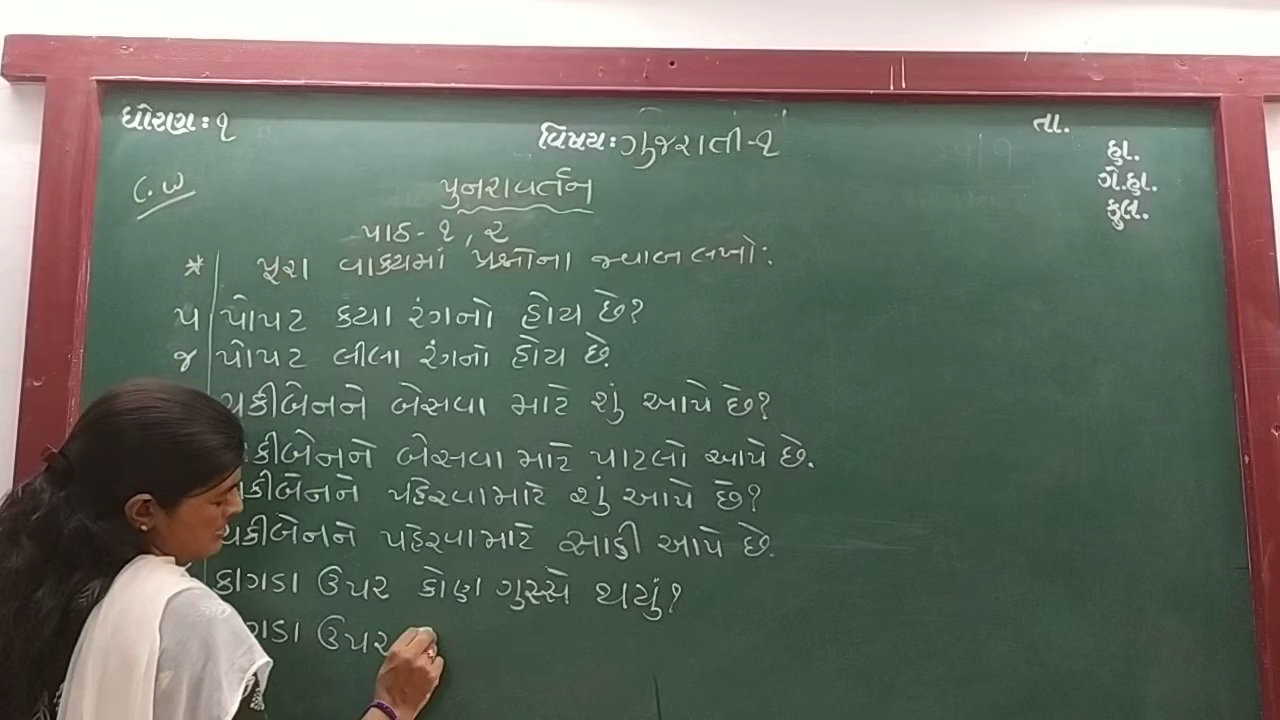 ધોરણ: ૧
વિષય: ગુજરાતી-૧
તા.
હા.
ગે.હા.
કુલ.
C.W
પુનરાવર્તન
પાઠ-૧,૨
* પૂરા વાક્યમાં પ્રશ્નોના જવાબ લખો:
પ પોપટ કયા રંગનો હોય છે?
જ પોપટ લીલા રંગનો હોય છે.
ચકીબેનને બેસવા માટે શું આપે છે?
કીબેનને બેસવા માટે પાટલો આપે છે.
કીબેનને પહેરવા માટે શું આપે છે?
ચકીબેનને પહેરવા માટે સાડી આપે છે.
કાગડા ઉપર કોણ ગુસ્સે થયું?
ગડા ઉપર